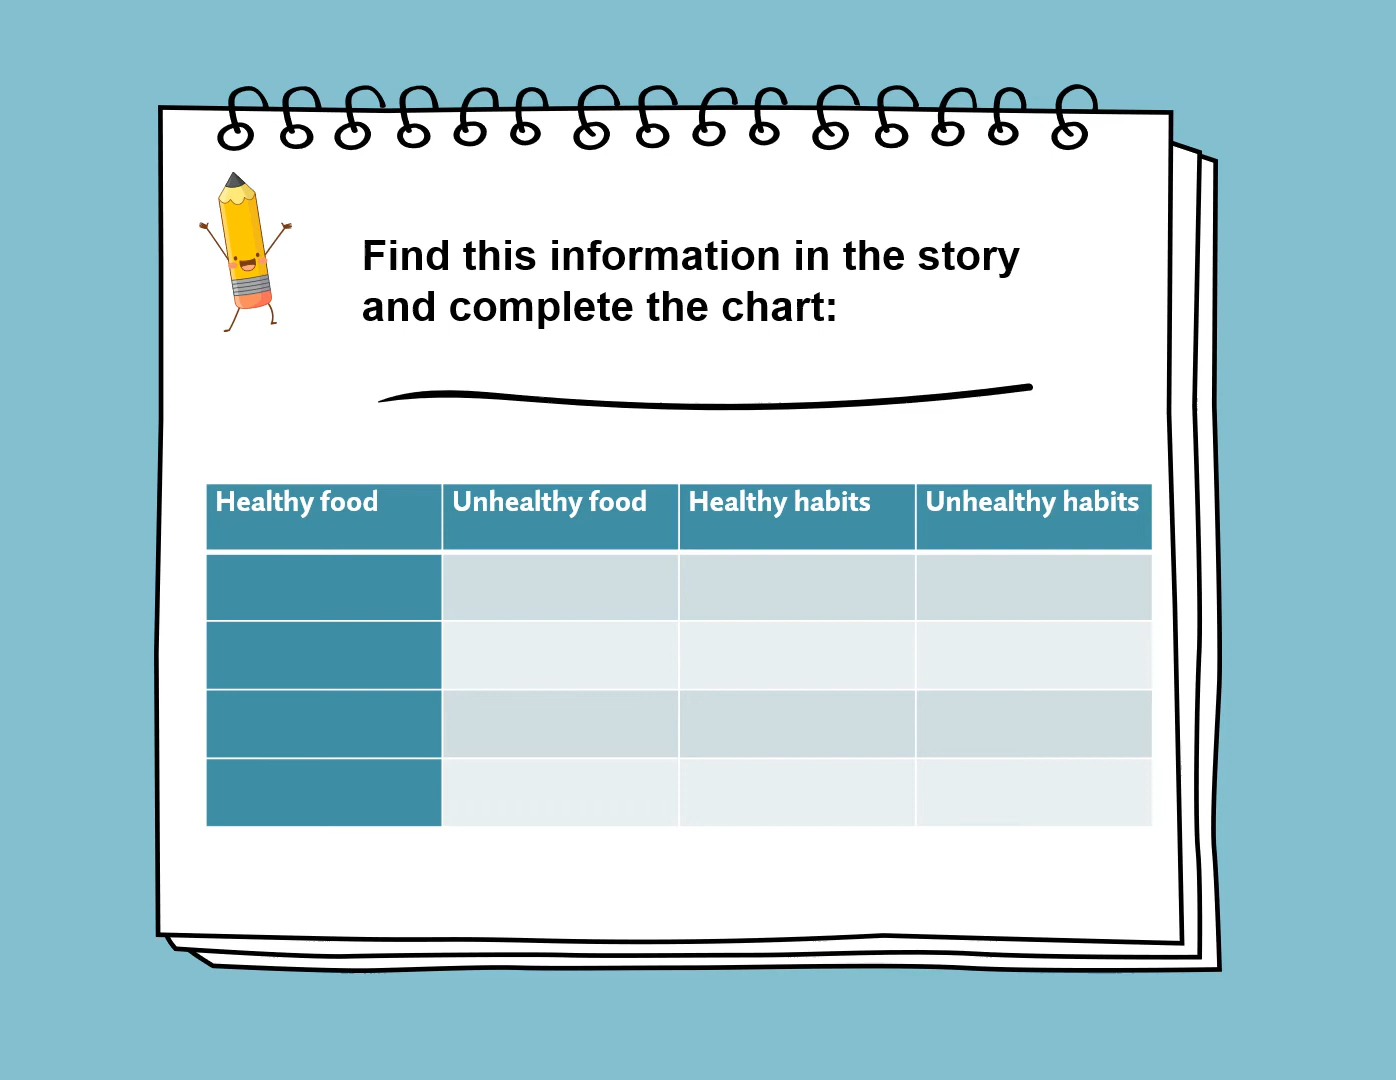 Find this information in the story
and complete the chart:
Healthy food Unhealthy food Healthy habits Unhealthy habits